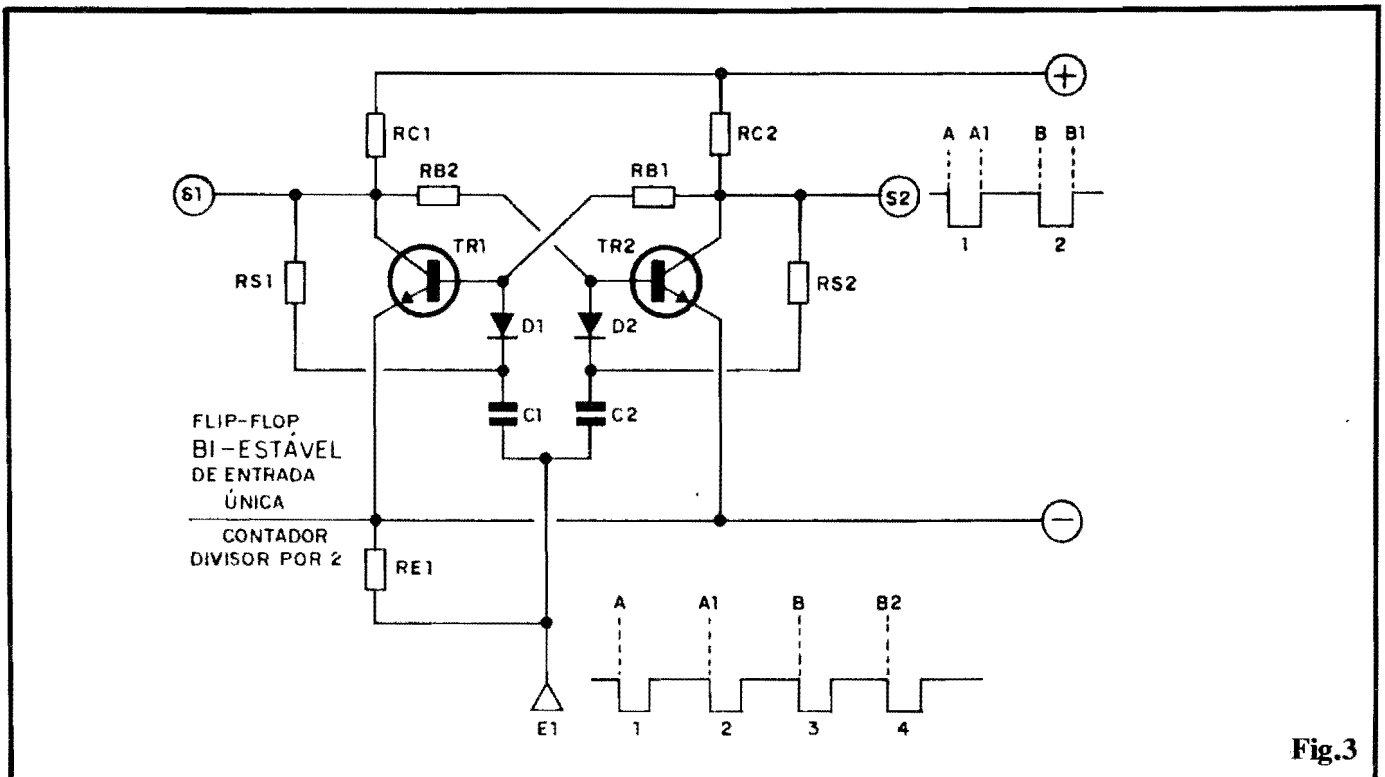 +
RC1
RC2
A A1 B B1
RB2
RB1
S1
S2
TR1
TR2
1 2
RS1
RS2
D1
D2
C1
C2
FLIP-FLOP
BI-ESTÁVEL
DE ENTRADA
ÚNICA
−
CONTADOR
DIVISOR POR 2
RE1
A A1 B B2
E1
1 2 3 4
Fig.3